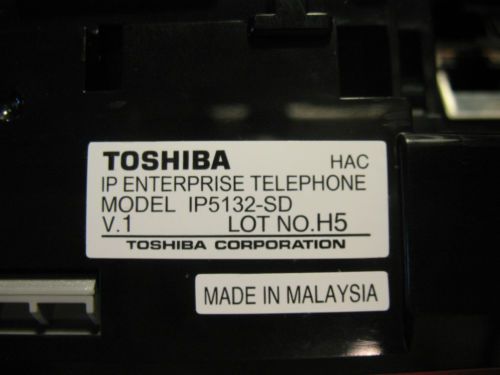 TOSHIBA HAC
IP ENTERPRISE TELEPHONE
MODEL IP5132-SD
V.1 LOT NO.H5
TOSHIBA CORPORATION
MADE IN MALAYSIA